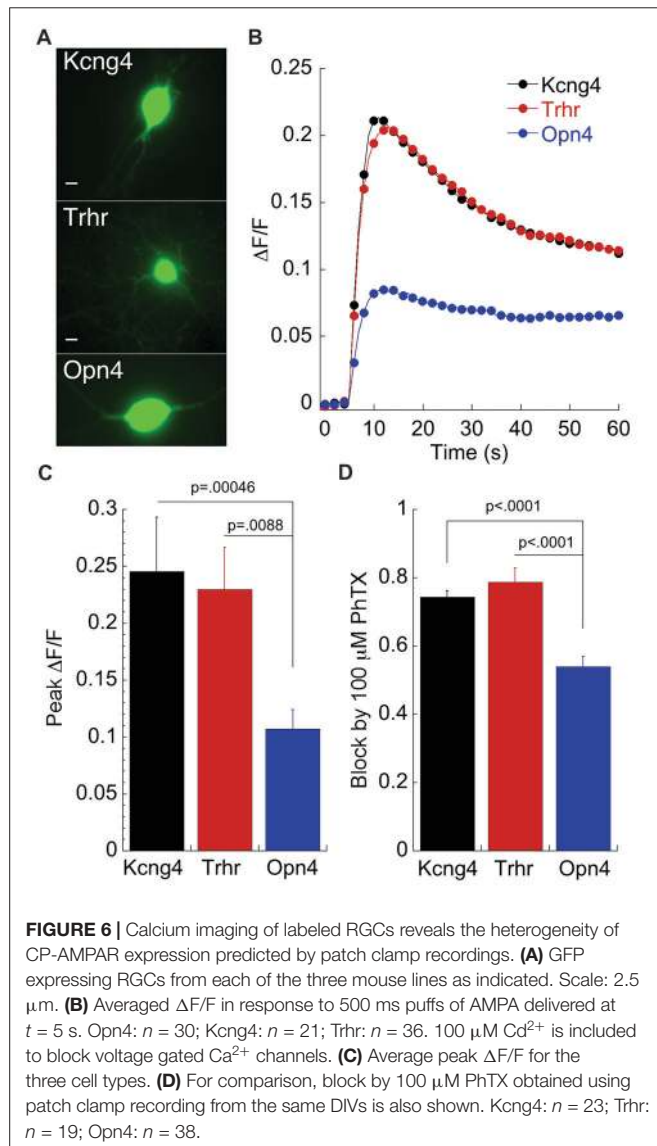 A
Kcng4
Trhr
Opn4
B
0.25
0.2
0.15
0.1
0.05
0
ΔF/F
Kcng4
Trhr
Opn4
0 10 20 30 40 50 60
Time (s)
C
p=.00046
p=.0088
0.3
0.25
0.2
0.15
0.1
0.05
0
Peak ΔF/F
Kcng4 Trhr Opn4
D
p<.0001
p<.0001
1
0.8
0.6
0.4
0.2
0
Block by 100 μM PhTX
Kcng4 Trhr Opn4
FIGURE 6 | Calcium imaging of labeled RGCs reveals the heterogeneity of
CP-AMPAR expression predicted by patch clamp recordings. (A) GFP
expressing RGCs from each of the three mouse lines as indicated. Scale: 2.5
μm. (B) Averaged ΔF/F in response to 500 ms puffs of AMPA delivered at
t = 5 s. Opn4: n = 30; Kcng4: n = 21; Trhr: n = 36. 100 μM Cd²⁺ is included
to block voltage gated Ca²⁺ channels. (C) Average peak ΔF/F for the
three cell types. (D) For comparison, block by 100 μM PhTX obtained using
patch clamp recording from the same DIVs is also shown. Kcng4: n = 23; Trhr:
n = 19; Opn4: n = 38.